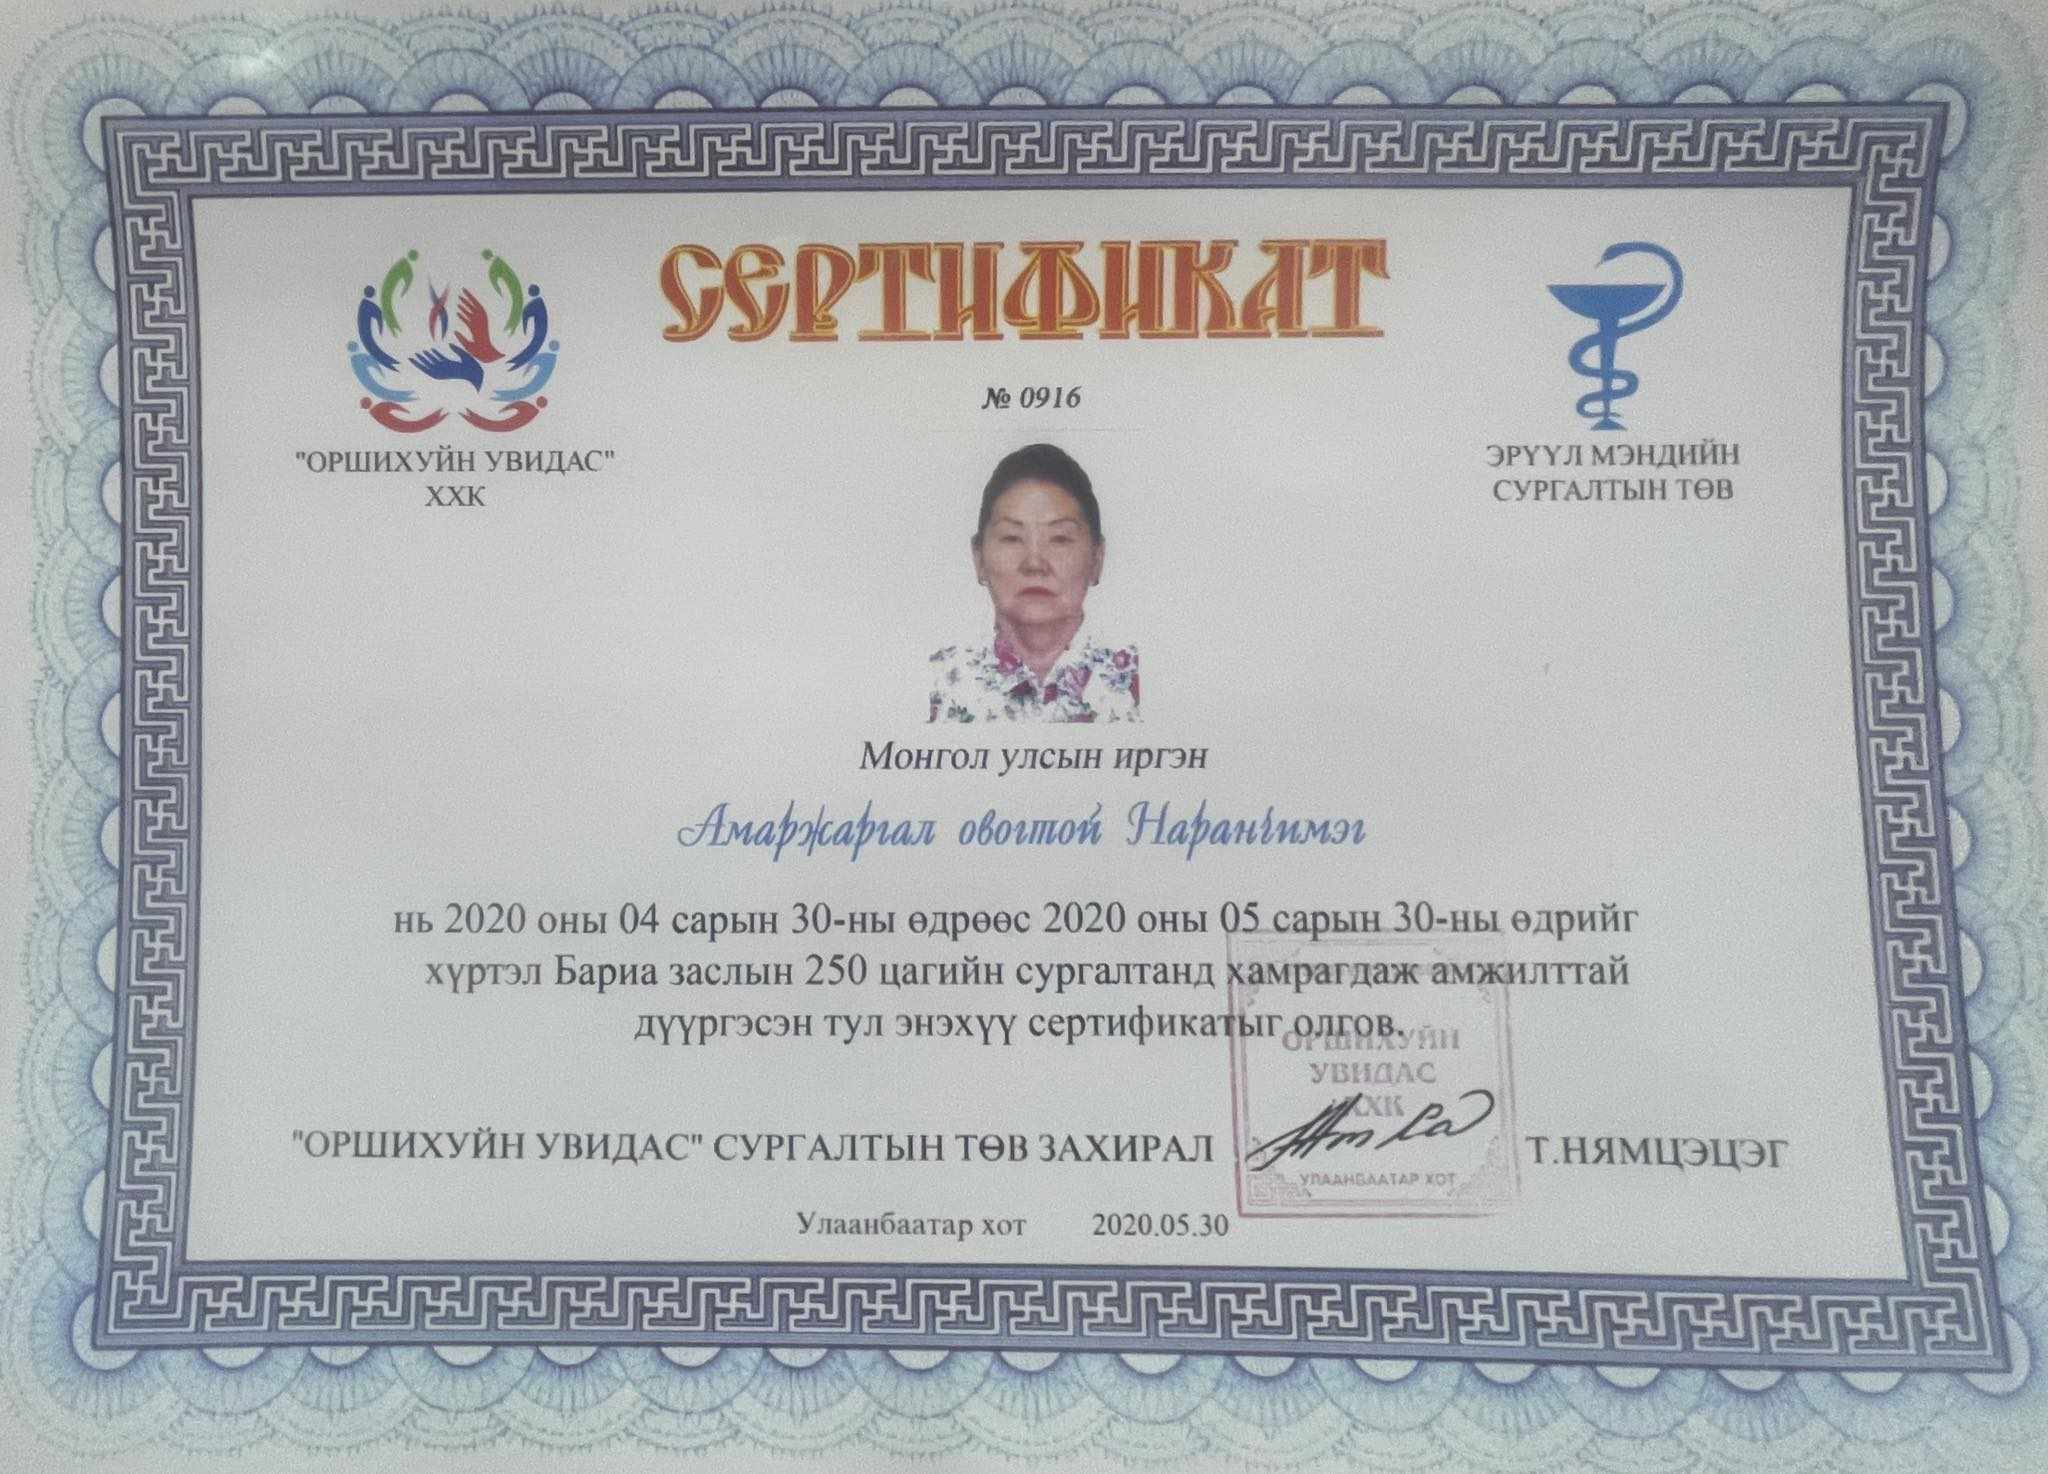 СЕРТИФИКАТ
№ 0916
"ОРШИХУЙН УВИДАС"
ХХК
ЭРҮҮЛ МЭНДИЙН
СУРГАЛТЫН ТӨВ
Монгол улсын иргэн
Амаржаргал овогтой Наранчимэг
нь 2020 оны 04 сарын 30-ны өдрөөс 2020 оны 05 сарын 30-ны өдрийг
хүртэл Бариа заслын 250 цагийн сургалтанд хамрагдаж амжилттай
дүүргэсэн тул энэхүү сертификатыг олгов.
ОРШИХУЙН
УВИДАС
ХХК
УЛААНБААТАР ХОТ
"ОРШИХУЙН УВИДАС" СУРГАЛТЫН ТӨВ ЗАХИРАЛ Т.НЯМЦЭЦЭГ
Улаанбаатар хот 2020.05.30